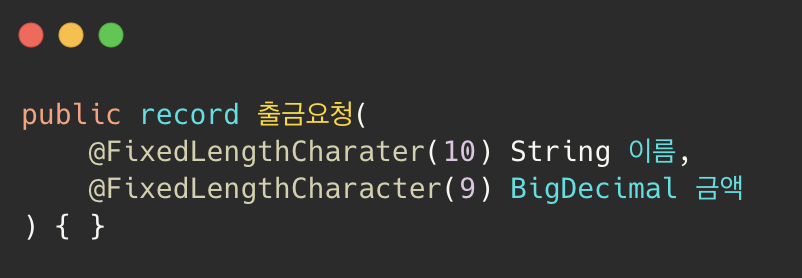 public record 출금요청(
    @FixedLengthCharater(10) String 이름,
    @FixedLengthCharacter(9) BigDecimal 금액
) { }